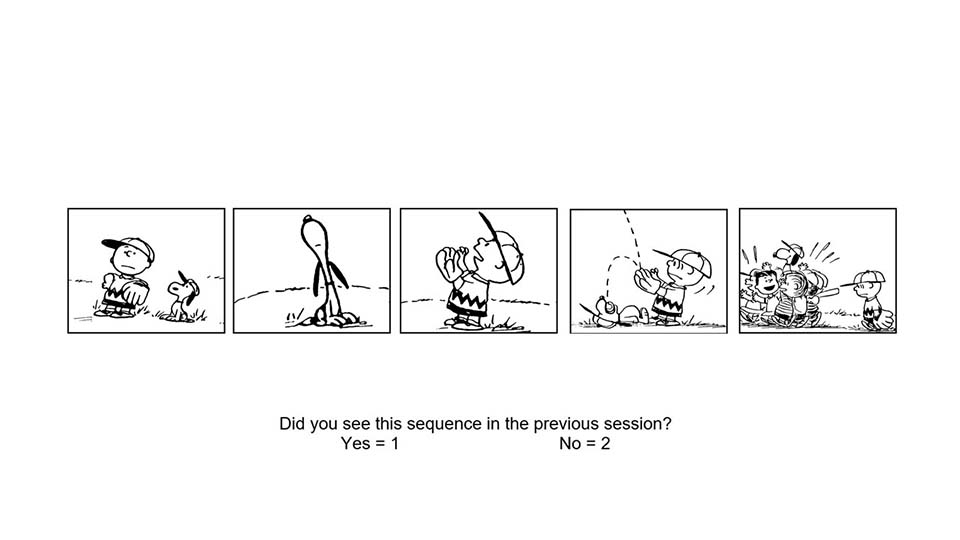 Did you see this sequence in the previous session?
Yes = 1 No = 2